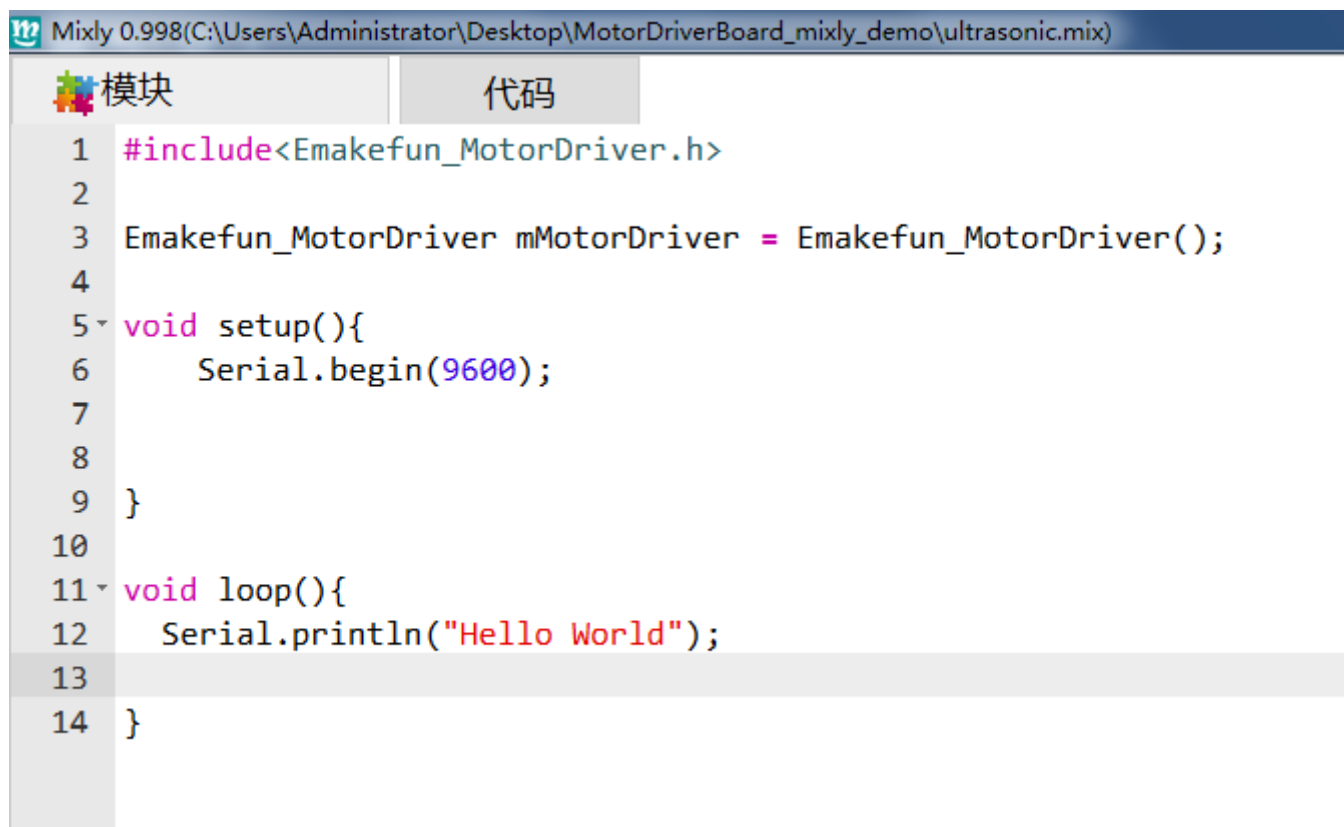 Mixly 0.998(C:\Users\Administrator\Desktop\MotorDriverBoard_mixly_demo\ultrasonic.mix)
模块 代码
1 #include<Emakefun_MotorDriver.h>
2
3 Emakefun_MotorDriver mMotorDriver = Emakefun_MotorDriver();
4
5 void setup(){
6 Serial.begin(9600);
7
8
9 }
10
11 void loop(){
12 Serial.println("Hello World");
13
14 }